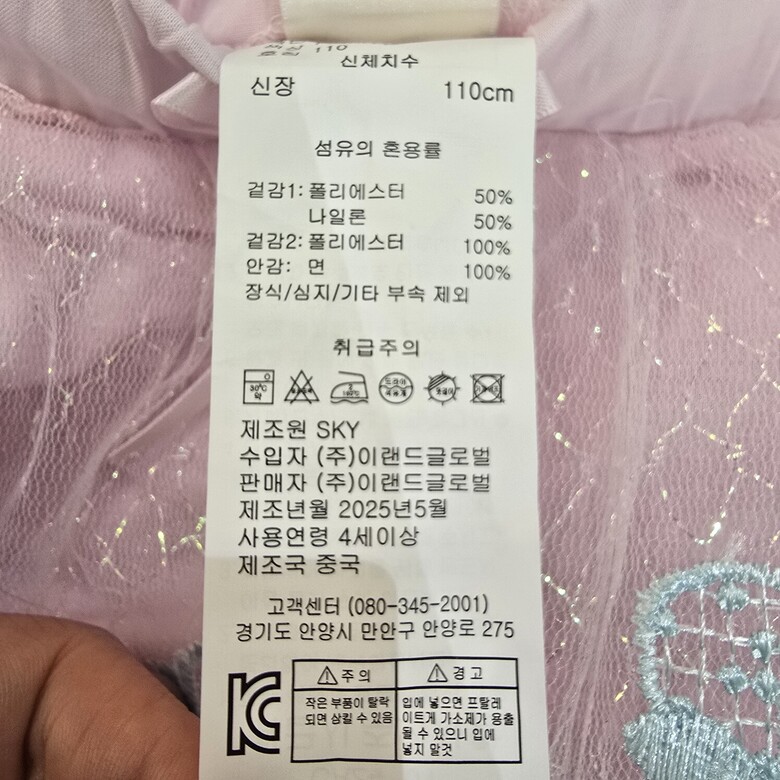 110
신체치수
신장 110cm
섬유의 혼용률
겉감1: 폴리에스터 50%
나일론 50%
겉감2: 폴리에스터 100%
안감: 면 100%
장식/심지/기타 부속 제외
취급주의
30℃
약
제조원 SKY
수입자 (주)이랜드글로벌
판매자 (주)이랜드글로벌
제조년월 2025년5월
사용연령 4세이상
제조국 중국
고객센터 (080-345-2001)
경기도 안양시 만안구 안양로 275
주의
작은 부품이 탈락
되면 삼킬 수 있음
경고
입에 넣으면 프탈레
이트게 가소제가 용출
될 수 있으니 입에
넣지 말것